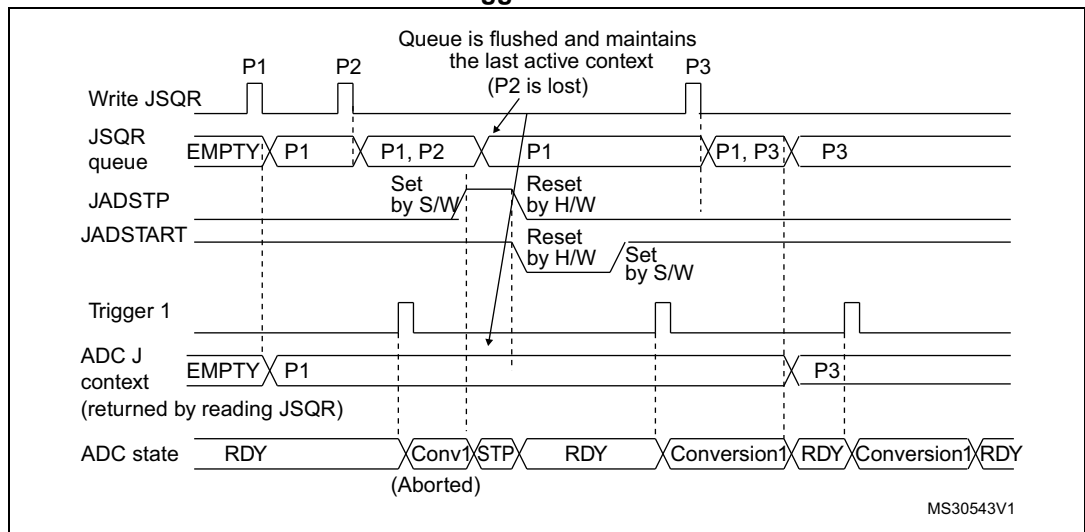 Queue is flushed and maintains
the last active context
(P2 is lost)
P1 P2 P3
Write JSQR
JSQR
queue
EMPTY P1 P1, P2 P1 P1, P3 P3
Set
by S/W
Reset
by H/W
JADSTP
JADSTART
Reset
by H/W
Set
by S/W
Trigger 1
ADC J
context
(returned by reading JSQR)
EMPTY P1 P3
ADC state RDY Conv1 STP RDY Conversion1 RDY Conversion1 RDY
(Aborted)
MS30543V1